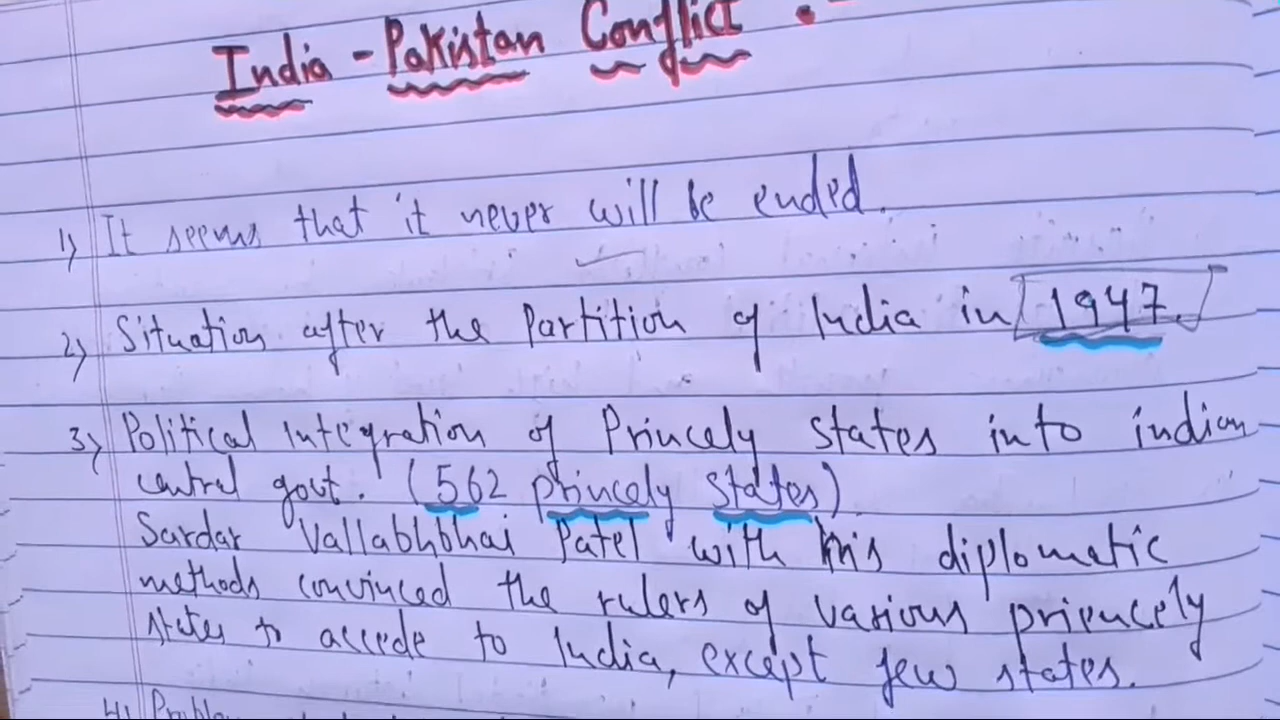 India - Pakistan Conflict :-
1) It seems that it never will be ended.
2) Situation after the Partition of India in 1947.
3) Political Integration of Princely states into indian
central govt. (562 princely states)
Sardar Vallabhbhai Patel with his diplomatic
methods convinced the rulers of various prieucely
states to accede to India, except few states.
4)